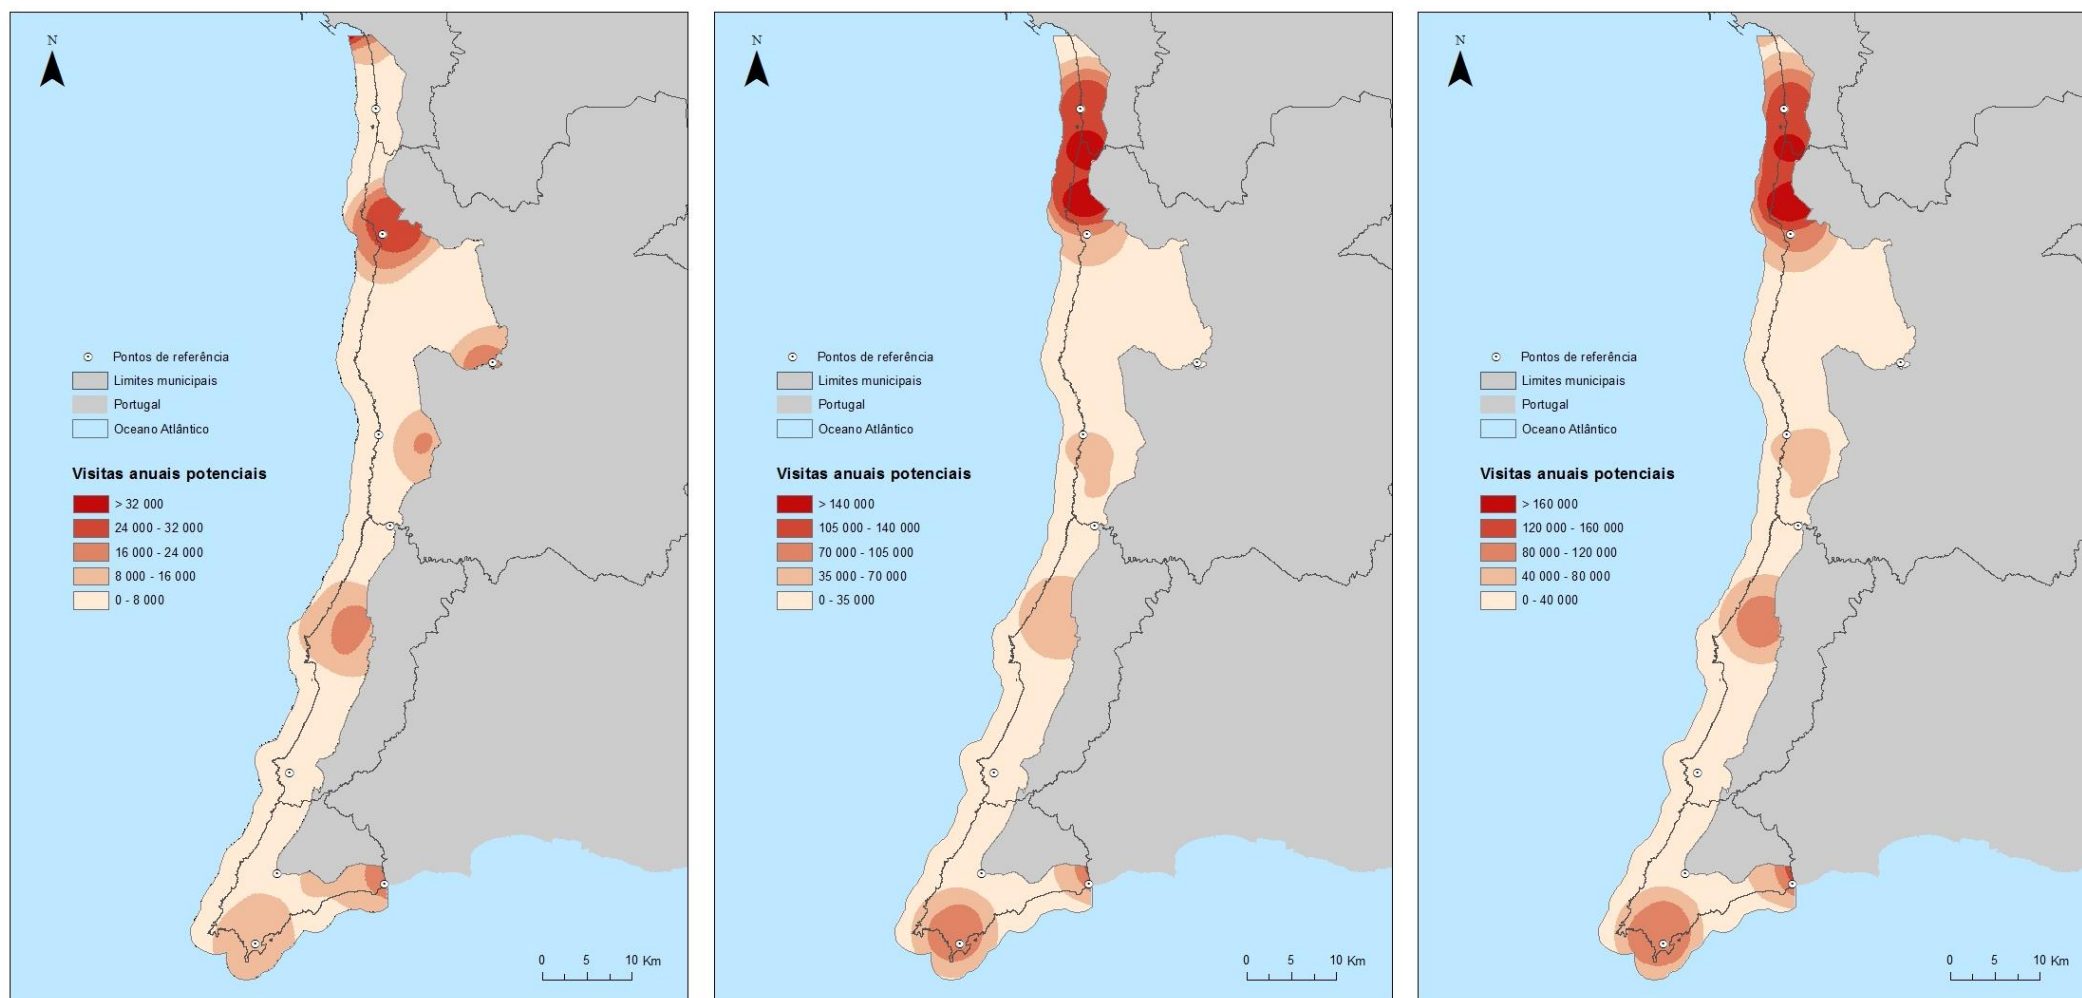 N
Pontos de referência
Limites municipais
Portugal
Oceano Atlântico
Visitas anuais potenciais
> 32 000
24 000 - 32 000
16 000 - 24 000
8 000 - 16 000
0 - 8 000
0 5 10 Km
N
Pontos de referência
Limites municipais
Portugal
Oceano Atlântico
Visitas anuais potenciais
> 140 000
105 000 - 140 000
70 000 - 105 000
35 000 - 70 000
0 - 35 000
0 5 10 Km
N
Pontos de referência
Limites municipais
Portugal
Oceano Atlântico
Visitas anuais potenciais
> 160 000
120 000 - 160 000
80 000 - 120 000
40 000 - 80 000
0 - 40 000
0 5 10 Km